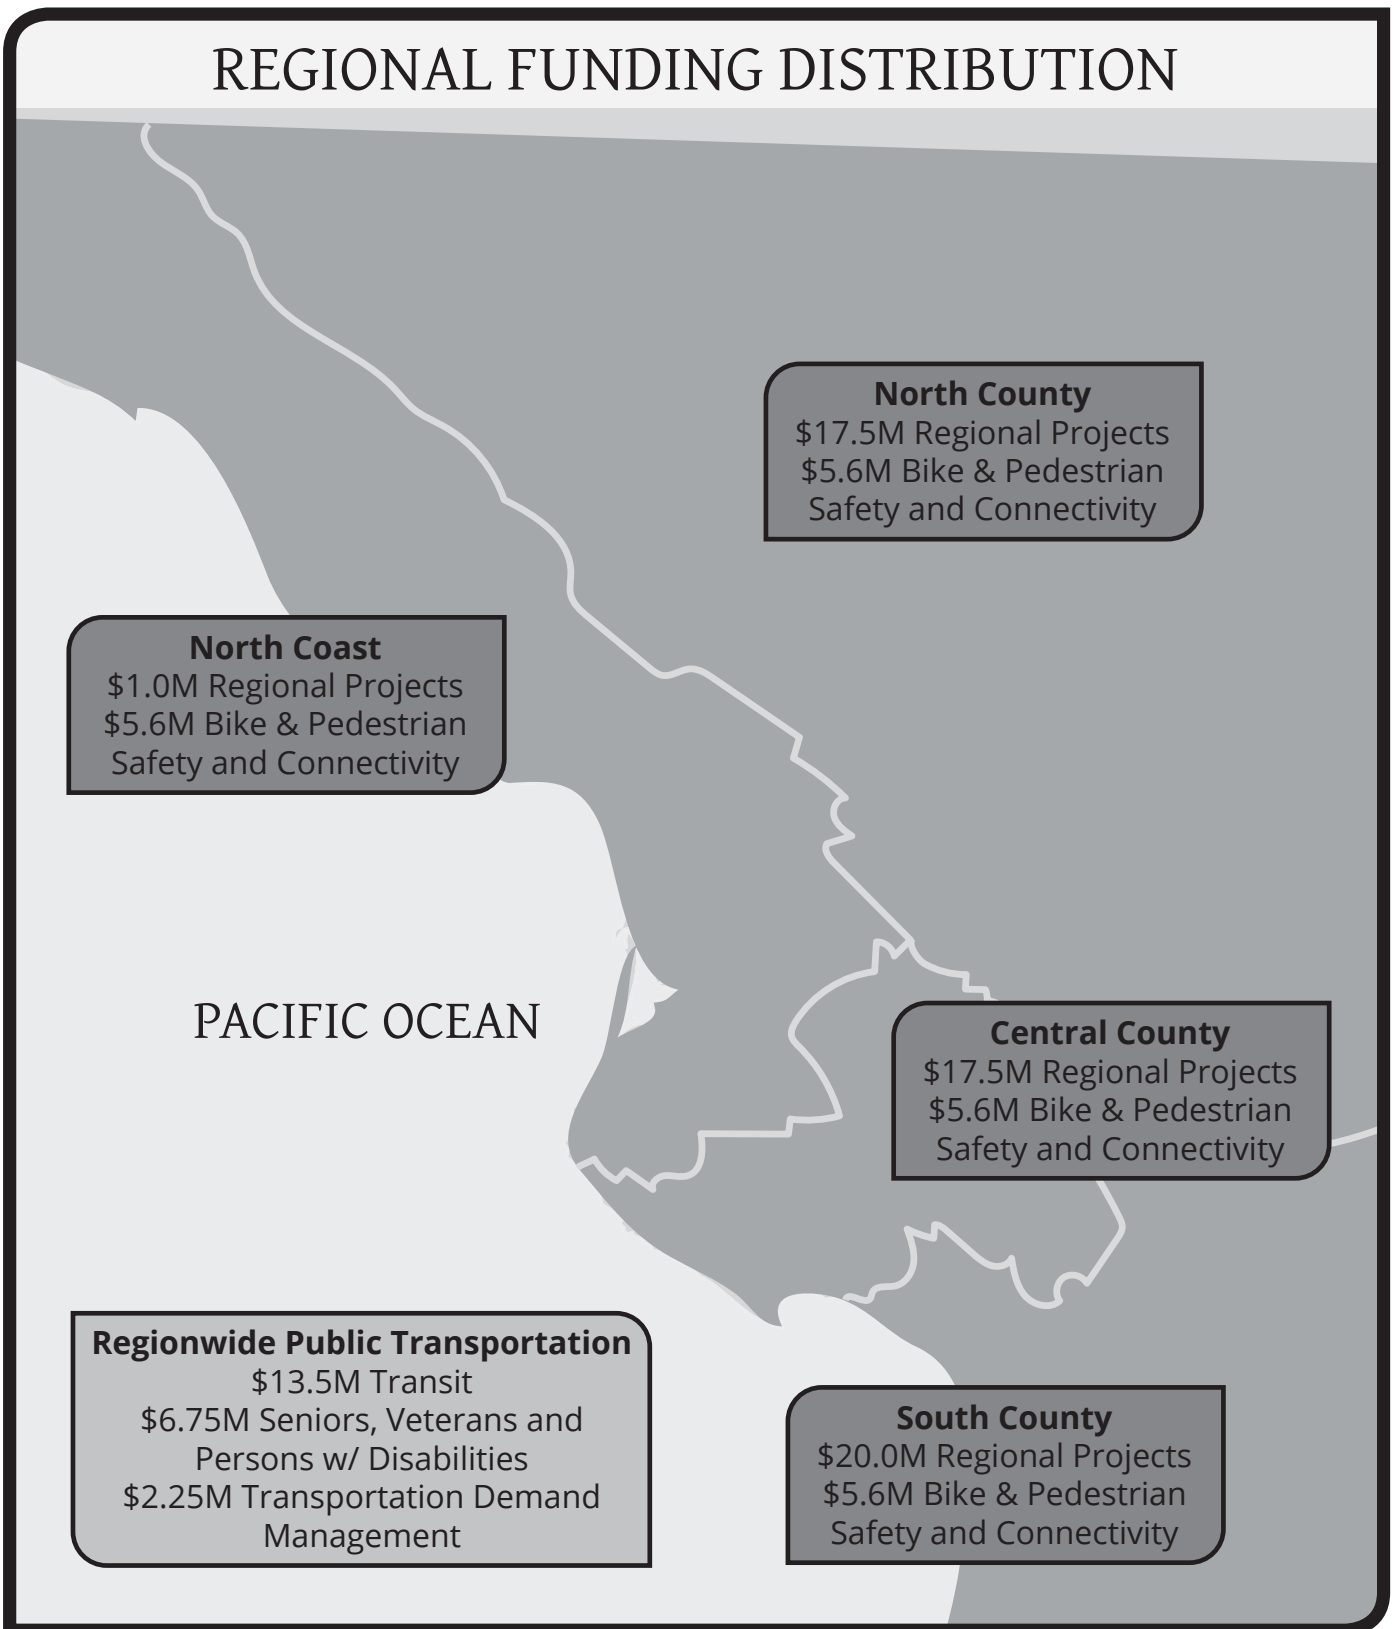 REGIONAL FUNDING DISTRIBUTION
North County
$17.5M Regional Projects
$5.6M Bike & Pedestrian
Safety and Connectivity
North Coast
$1.0M Regional Projects
$5.6M Bike & Pedestrian
Safety and Connectivity
PACIFIC OCEAN
Central County
$17.5M Regional Projects
$5.6M Bike & Pedestrian
Safety and Connectivity
Regionwide Public Transportation
$13.5M Transit
$6.75M Seniors, Veterans and
Persons w/ Disabilities
$2.25M Transportation Demand
Management
South County
$20.0M Regional Projects
$5.6M Bike & Pedestrian
Safety and Connectivity